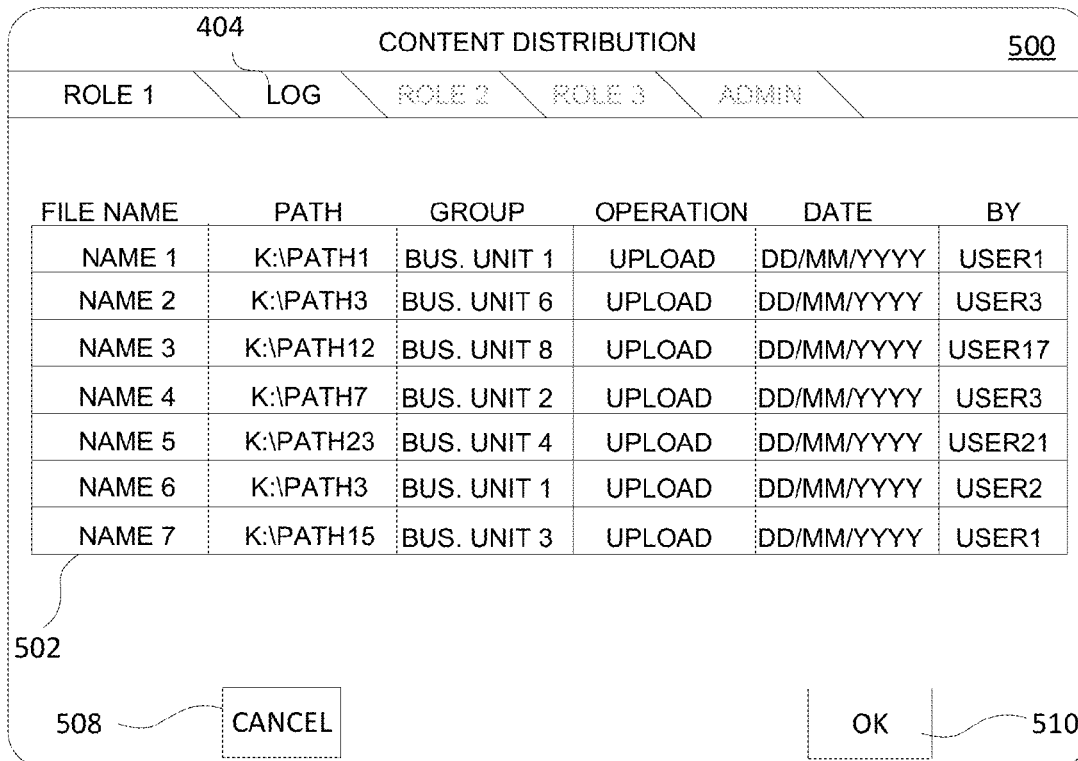 404
CONTENT DISTRIBUTION 500
ROLE 1 LOG ROLE 2 ROLE 3 ADMIN
FILE NAME PATH GROUP OPERATION DATE BY
NAME 1 K:\PATH1 BUS. UNIT 1 UPLOAD DD/MM/YYYY USER1
NAME 2 K:\PATH3 BUS. UNIT 6 UPLOAD DD/MM/YYYY USER3
NAME 3 K:\PATH12 BUS. UNIT 8 UPLOAD DD/MM/YYYY USER17
NAME 4 K:\PATH7 BUS. UNIT 2 UPLOAD DD/MM/YYYY USER3
NAME 5 K:\PATH23 BUS. UNIT 4 UPLOAD DD/MM/YYYY USER21
NAME 6 K:\PATH3 BUS. UNIT 1 UPLOAD DD/MM/YYYY USER2
NAME 7 K:\PATH15 BUS. UNIT 3 UPLOAD DD/MM/YYYY USER1
502
508 CANCEL OK 510